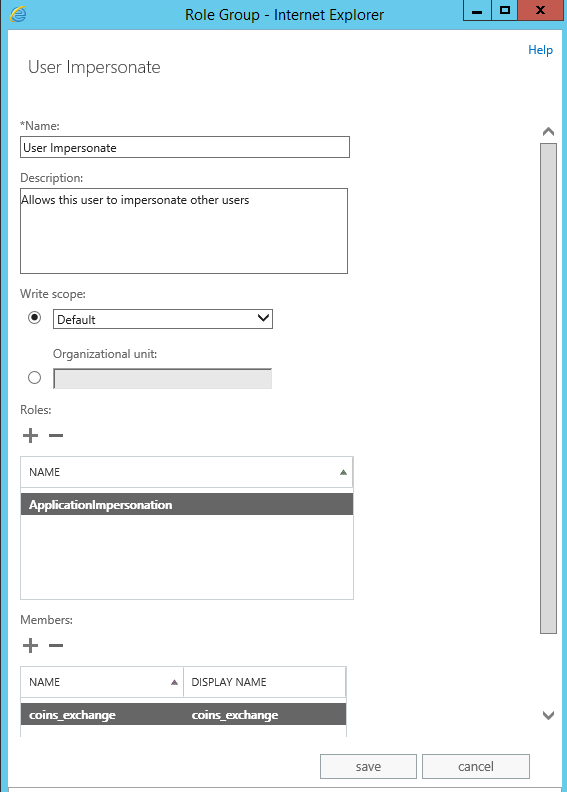 Role Group - Internet Explorer
Help
User Impersonate
*Name:
User Impersonate
Description:
Allows this user to impersonate other users
Write scope:
Default
Organizational unit:
Roles:
NAME
ApplicationImpersonation
Members:
NAME DISPLAY NAME
coins_exchange coins_exchange
save cancel